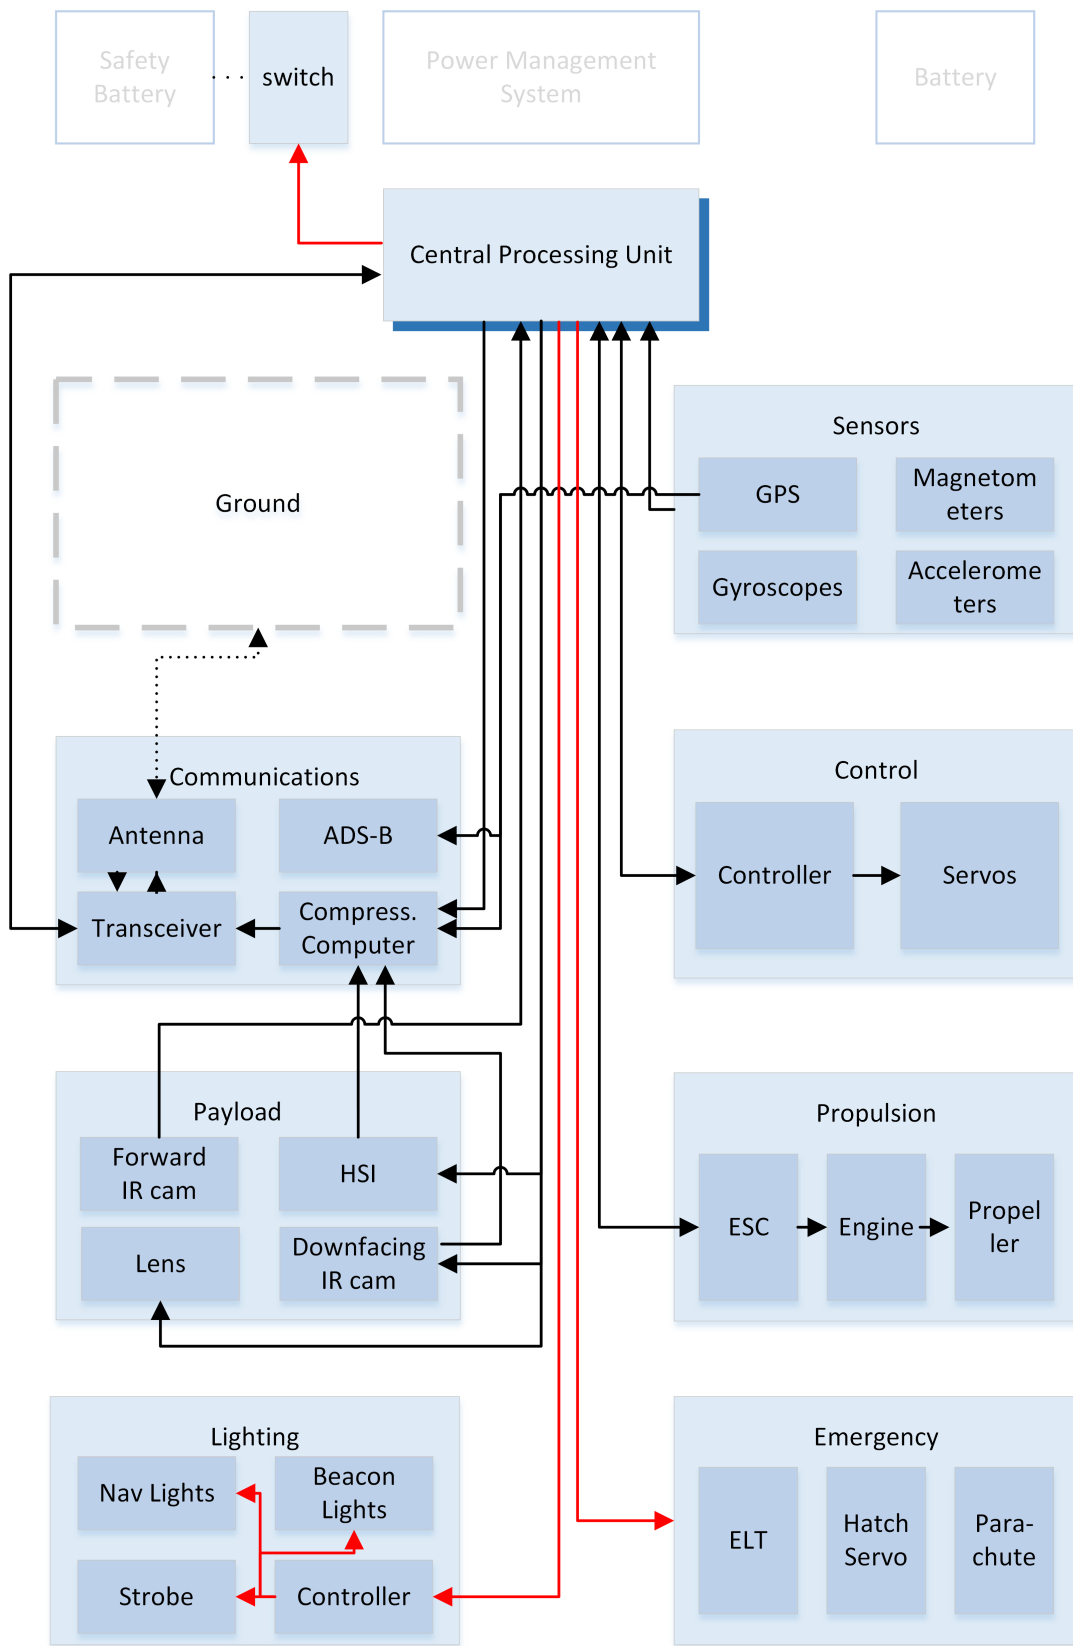 Safety
Battery
switch
Power Management
System
Battery
Central Processing Unit
Ground
Sensors
GPS
Magnetom
eters
Gyroscopes
Accelerome
ters
Communications
Antenna
ADS-B
Transceiver
Compress.
Computer
Control
Controller
Servos
Payload
Forward
IR cam
HSI
Lens
Downfacing
IR cam
Propulsion
ESC
Engine
Propel
ler
Lighting
Nav Lights
Beacon
Lights
Strobe
Controller
Emergency
ELT
Hatch
Servo
Para-
chute